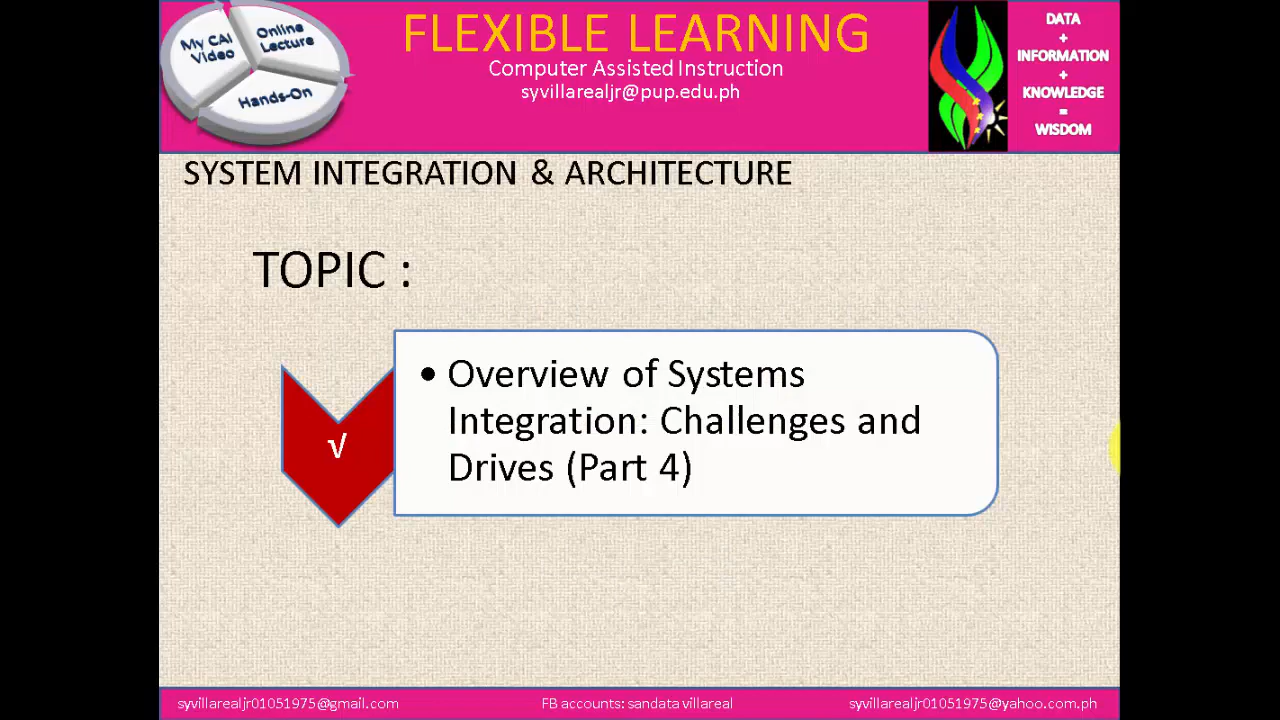 My CAI
Video
Online
Lecture
Hands-On
FLEXIBLE LEARNING
Computer Assisted Instruction
syvillarealjr@pup.edu.ph
DATA
+
INFORMATION
+
KNOWLEDGE
=
WISDOM
SYSTEM INTEGRATION & ARCHITECTURE
TOPIC :
√
• Overview of Systems
Integration: Challenges and
Drives (Part 4)
syvillarealjr01051975@gmail.com
FB accounts: sandata villareal
syvillarealjr01051975@yahoo.com.ph